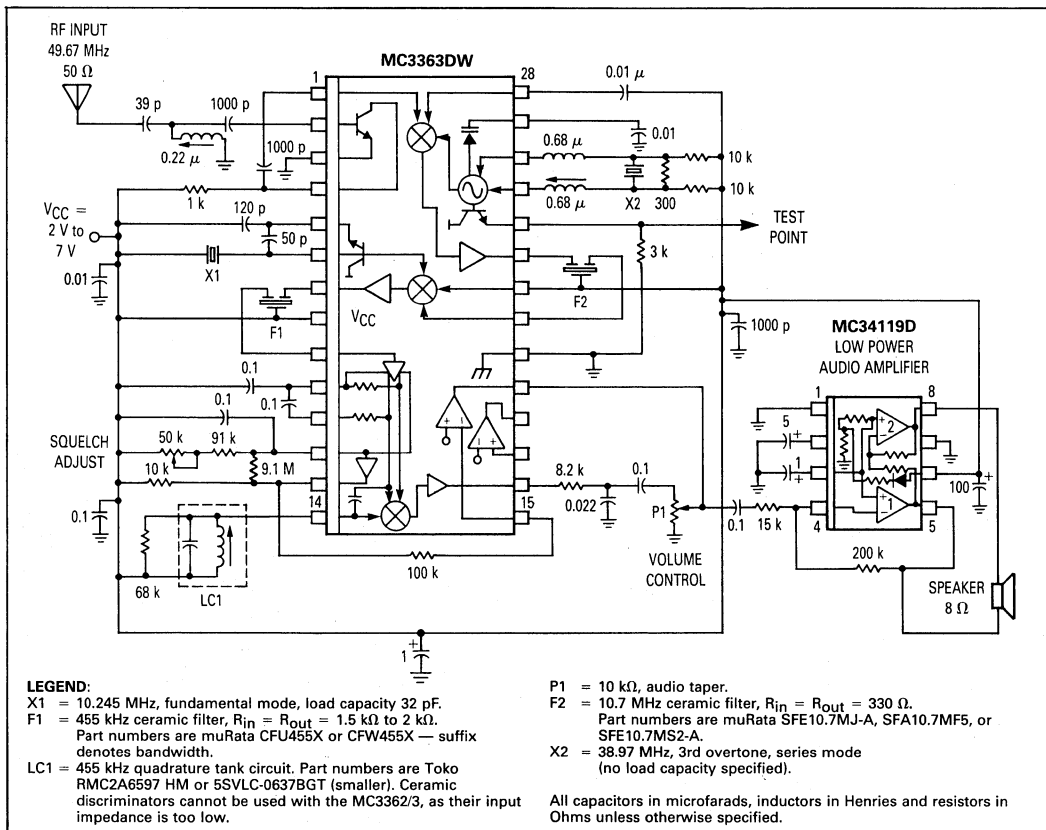 RF INPUT
49.67 MHz
50 Ω
MC3363DW
1
28
0.01 μ
39 p
1000 p
0.22 μ
1000 p
0.01
0.68 μ
10 k
0.68 μ
X2
300
10 k
1 k
VCC =
2 V to
7 V
120 p
50 p
TEST
POINT
3 k
0.01
X1
F2
F1
VCC
1000 p
MC34119D
LOW POWER
AUDIO AMPLIFIER
0.1
0.1
0.1
1
8
5
+
+
-
2
SQUELCH
ADJUST
50 k
91 k
10 k
9.1 M
1
+
100
+
8.2 k
0.1
0.022
14
15
P1
0.1
15 k
4
+
-
1
5
0.1
VOLUME
CONTROL
100 k
200 k
68 k
LC1
SPEAKER
8 Ω
1
+
LEGEND:
X1 = 10.245 MHz, fundamental mode, load capacity 32 pF.
F1 = 455 kHz ceramic filter, Rin = Rout = 1.5 kΩ to 2 kΩ.
Part numbers are muRata CFU455X or CFW455X — suffix
denotes bandwidth.
LC1 = 455 kHz quadrature tank circuit. Part numbers are Toko
RMC2A6597 HM or 5SVLC-0637BGT (smaller). Ceramic
discriminators cannot be used with the MC3362/3, as their input
impedance is too low.
P1 = 10 kΩ, audio taper.
F2 = 10.7 MHz ceramic filter, Rin = Rout = 330 Ω.
Part numbers are muRata SFE10.7MJ-A, SFA10.7MF5, or
SFE10.7MS2-A.
X2 = 38.97 MHz, 3rd overtone, series mode
(no load capacity specified).
All capacitors in microfarads, inductors in Henries and resistors in
Ohms unless otherwise specified.